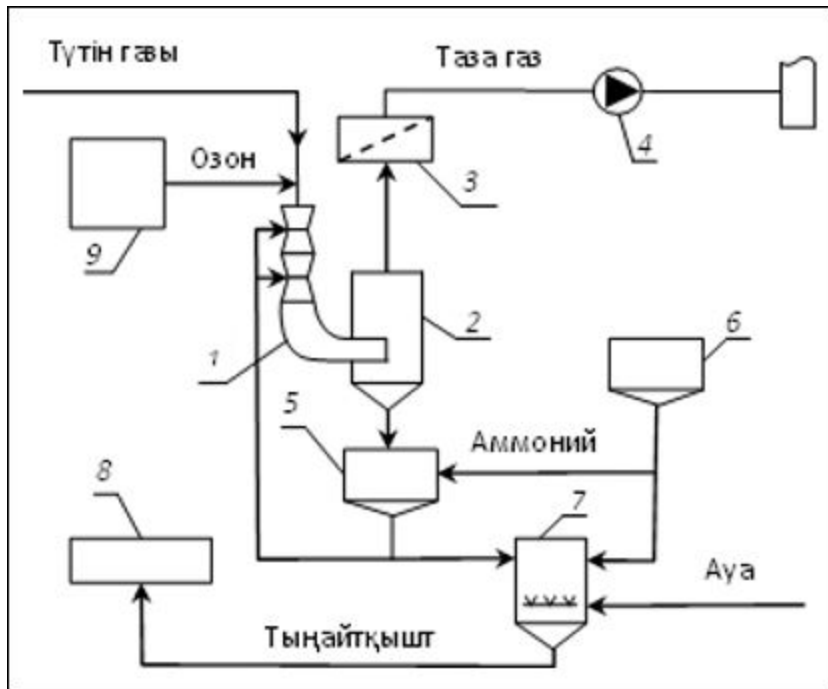 Түтін газы
Таза газ
4
Озон
3
9
2
6
1
5
Аммоний
8
7
Ауа
Тыңайтқышт